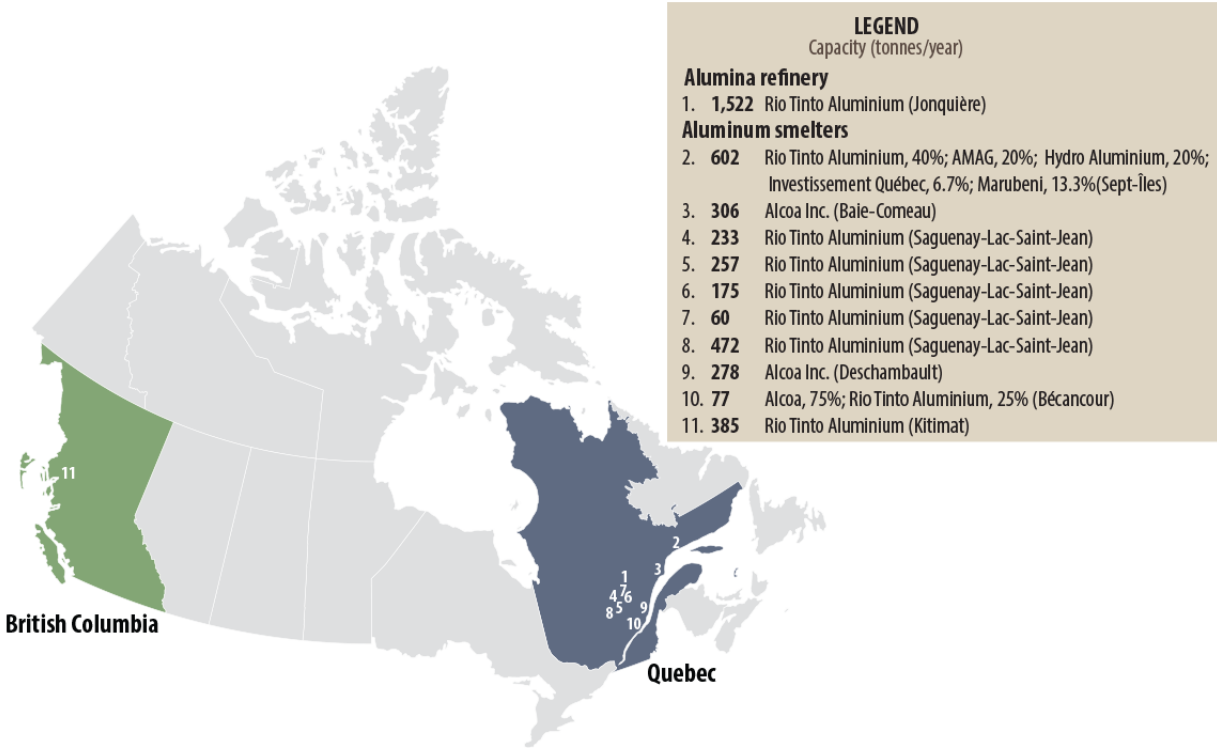 LEGEND
Capacity (tonnes/year)
Alumina refinery
1. 1,522 Rio Tinto Aluminium (Jonquière)
Aluminum smelters
2. 602 Rio Tinto Aluminium, 40%; AMAG, 20%; Hydro Aluminium, 20%;
Investissement Québec, 6.7%; Marubeni, 13.3%(Sept-Îles)
3. 306 Alcoa Inc. (Baie-Comeau)
4. 233 Rio Tinto Aluminium (Saguenay-Lac-Saint-Jean)
5. 257 Rio Tinto Aluminium (Saguenay-Lac-Saint-Jean)
6. 175 Rio Tinto Aluminium (Saguenay-Lac-Saint-Jean)
7. 60 Rio Tinto Aluminium (Saguenay-Lac-Saint-Jean)
8. 472 Rio Tinto Aluminium (Saguenay-Lac-Saint-Jean)
9. 278 Alcoa Inc. (Deschambault)
10. 77 Alcoa, 75%; Rio Tinto Aluminium, 25% (Bécancour)
11. 385 Rio Tinto Aluminium (Kitimat)
11
2
3
1
7
4 6
5 9
8
10
British Columbia
Quebec